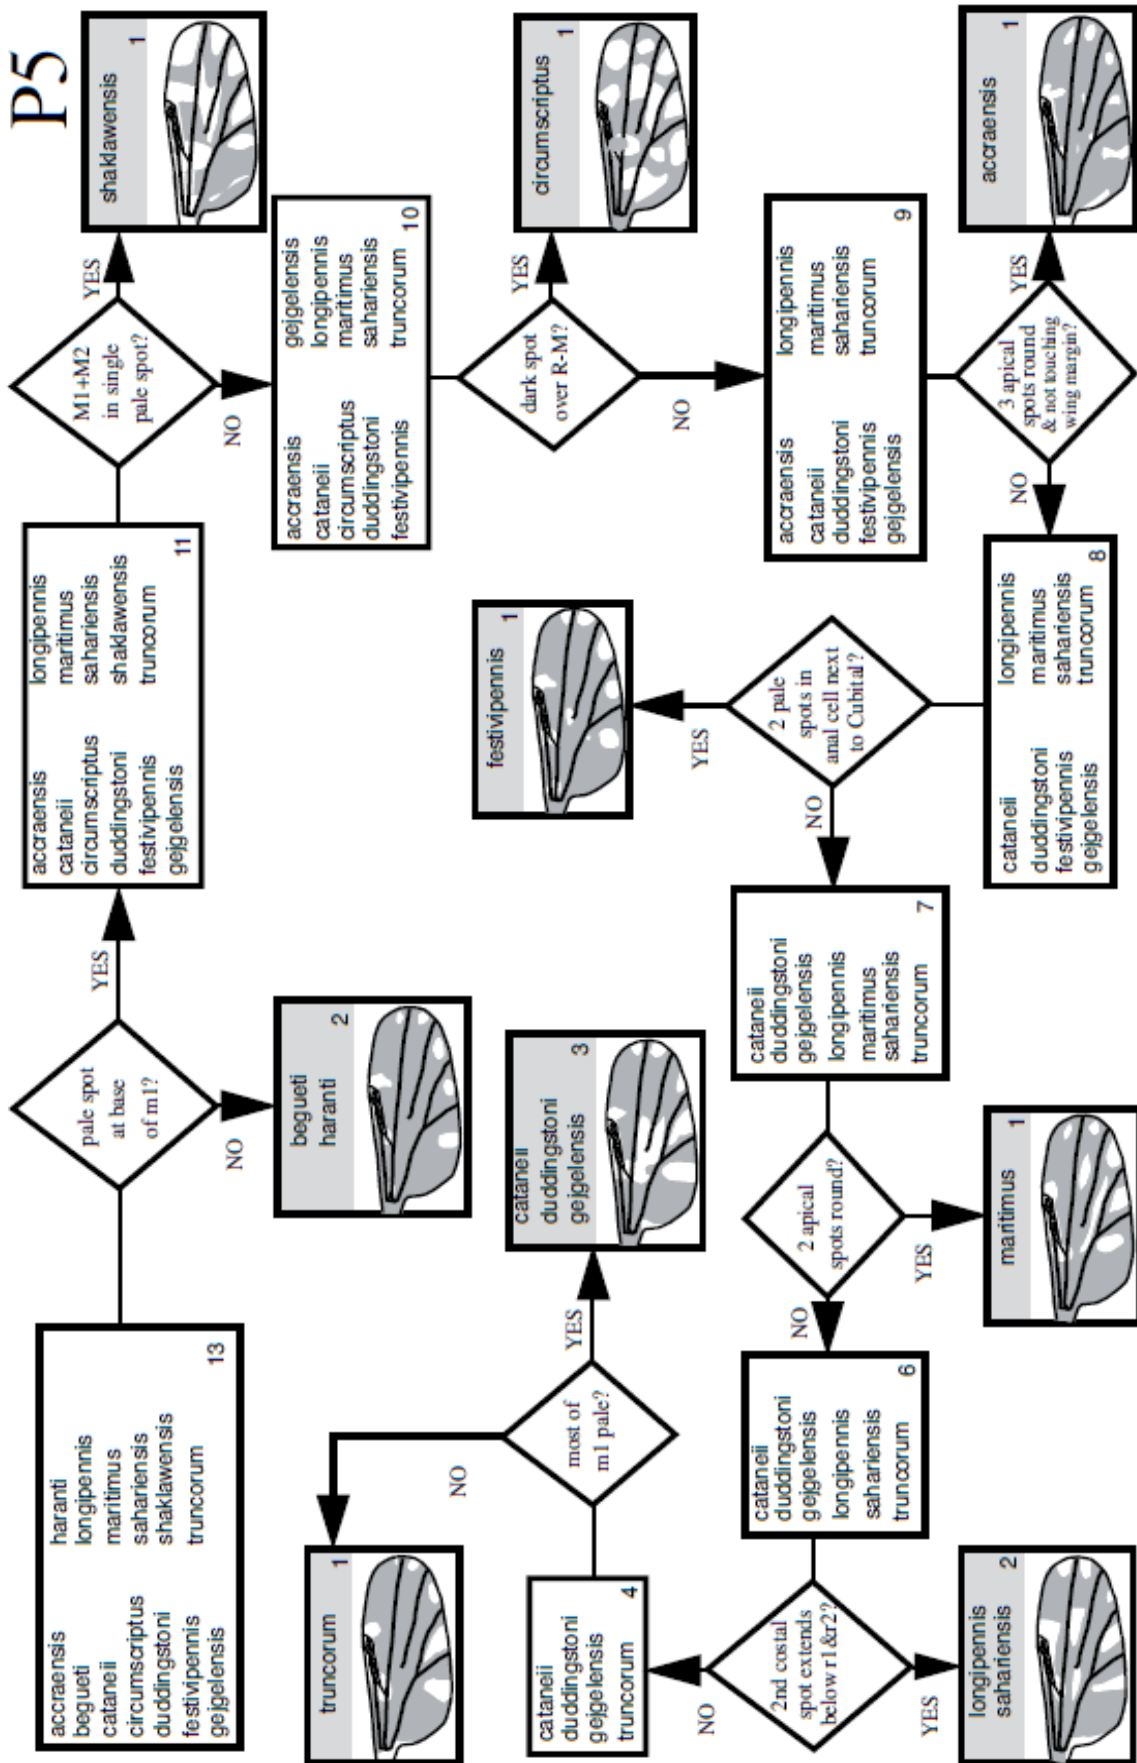 P5
accraensis
begueti
cataneii
circumscriptus
duddingstoni
festivipennis
gejgelensis
haranti
longipennis
maritimus
sahariensis
shaklawensis
truncorum
13
pale spot
at base
of m1?
YES
NO
begueti
haranti
2
accraensis
cataneii
circumscriptus
duddingstoni
festivipennis
gejgelensis
longipennis
maritimus
sahariensis
shaklawensis
truncorum
11
M1+M2
in single
pale spot?
YES
shaklawensis
1
NO
accraensis
cataneii
circumscriptus
duddingstoni
festivipennis
gejgelensis
longipennis
maritimus
sahariensis
truncorum
10
dark spot
over R-M?
YES
circumscriptus
1
NO
accraensis
cataneii
duddingstoni
festivipennis
gejgelensis
longipennis
maritimus
sahariensis
truncorum
9
3 apical
spots round
& not touching
wing margin?
YES
accraensis
1
NO
cataneii
duddingstoni
festivipennis
gejgelensis
longipennis
maritimus
sahariensis
truncorum
8
2 pale
spots in
anal cell next
to Cubital?
YES
festivipennis
1
NO
cataneii
duddingstoni
gejgelensis
longipennis
maritimus
sahariensis
truncorum
7
2 apical
spots round?
YES
maritimus
1
NO
cataneii
duddingstoni
gejgelensis
longipennis
sahariensis
truncorum
6
2nd costal
spot extends
below r1&r2?
YES
longipennis
sahariensis
2
NO
cataneii
duddingstoni
gejgelensis
truncorum
4
most of
m1 pale?
YES
cataneii
duddingstoni
gejgelensis
3
NO
truncorum
1